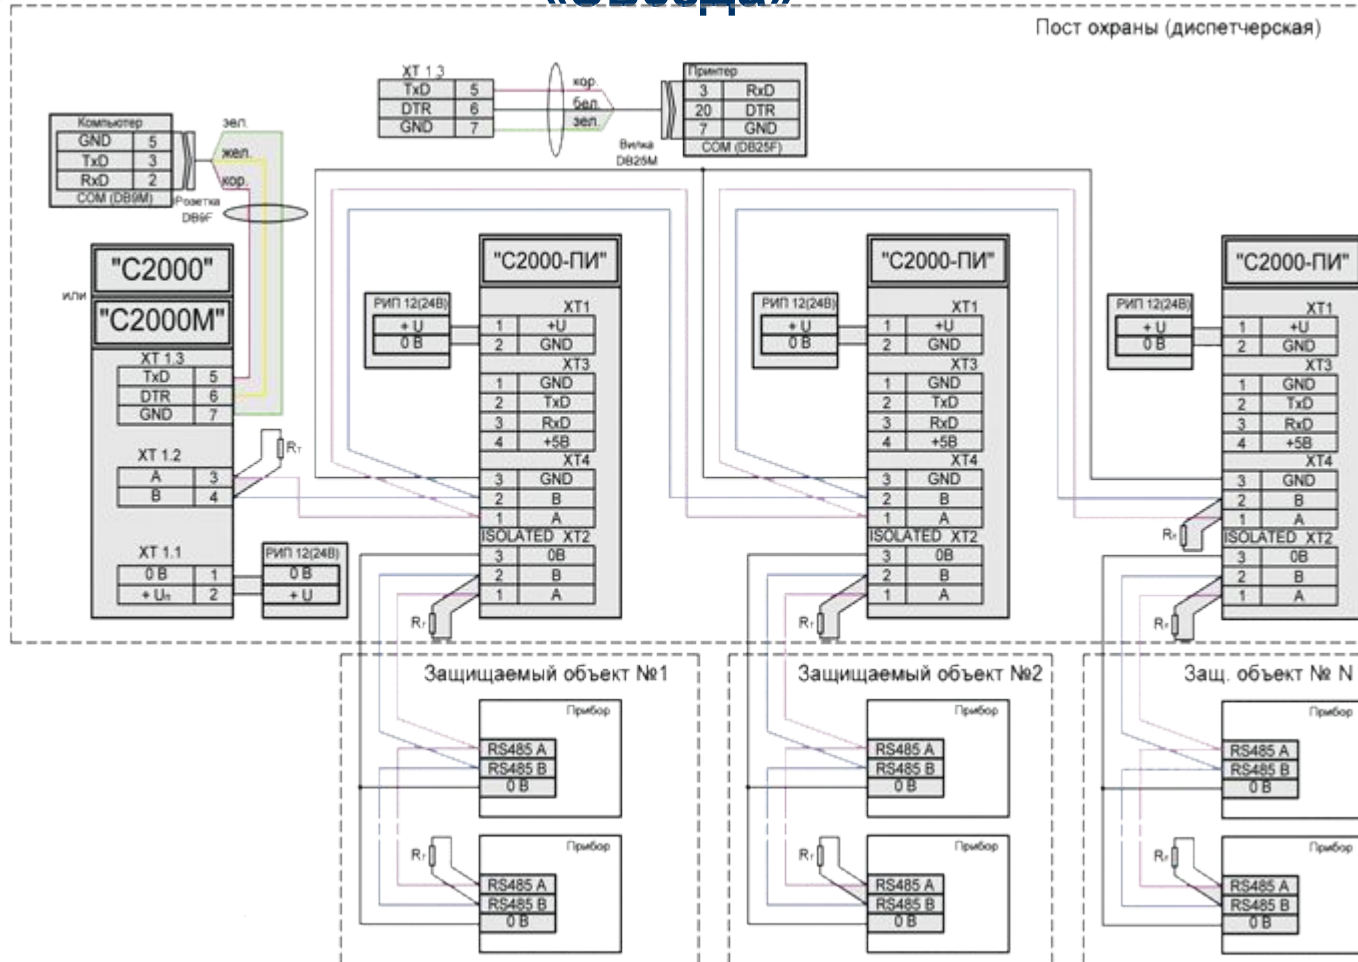 «Звезда»
Пост охраны (диспетчерская)
XT 1.3
TxD 5
DTR 6
GND 7
кор.
бел.
зел.
Вилка
DB25M
Принтер
3 RxD
20 DTR
7 GND
COM (DB25F)
Компьютер
GND 5
TxD 3
RxD 2
COM (DB9M)
зел.
жел.
кор.
Розетка
DB9F
"С2000"
или
"С2000М"
XT 1.3
TxD 5
DTR 6
GND 7
XT 1.2
A 3
B 4
Rт
XT 1.1
0 В 1
+ Uп 2
РИП 12(24В)
0 В
+ U
"С2000-ПИ"
РИП 12(24В)
+ U
0 В
XT1
1 +U
2 GND
XT3
1 GND
2 TxD
3 RxD
4 +5В
XT4
3 GND
2 B
1 A
ISOLATED XT2
3 0В
2 B
1 A
Rт
"С2000-ПИ"
РИП 12(24В)
+ U
0 В
XT1
1 +U
2 GND
XT3
1 GND
2 TxD
3 RxD
4 +5В
XT4
3 GND
2 B
1 A
ISOLATED XT2
3 0В
2 B
1 A
Rт
"С2000-ПИ"
РИП 12(24В)
+ U
0 В
XT1
1 +U
2 GND
XT3
1 GND
2 TxD
3 RxD
4 +5В
XT4
3 GND
2 B
1 A
Rт
ISOLATED XT2
3 0В
2 B
1 A
Rт
Защищаемый объект №1
Прибор
RS485 A
RS485 B
0 В
Прибор
Rт
RS485 A
RS485 B
0 В
Защищаемый объект №2
Прибор
RS485 A
RS485 B
0 В
Прибор
Rт
RS485 A
RS485 B
0 В
Защ. объект № N
Прибор
RS485 A
RS485 B
0 В
Прибор
Rт
RS485 A
RS485 B
0 В